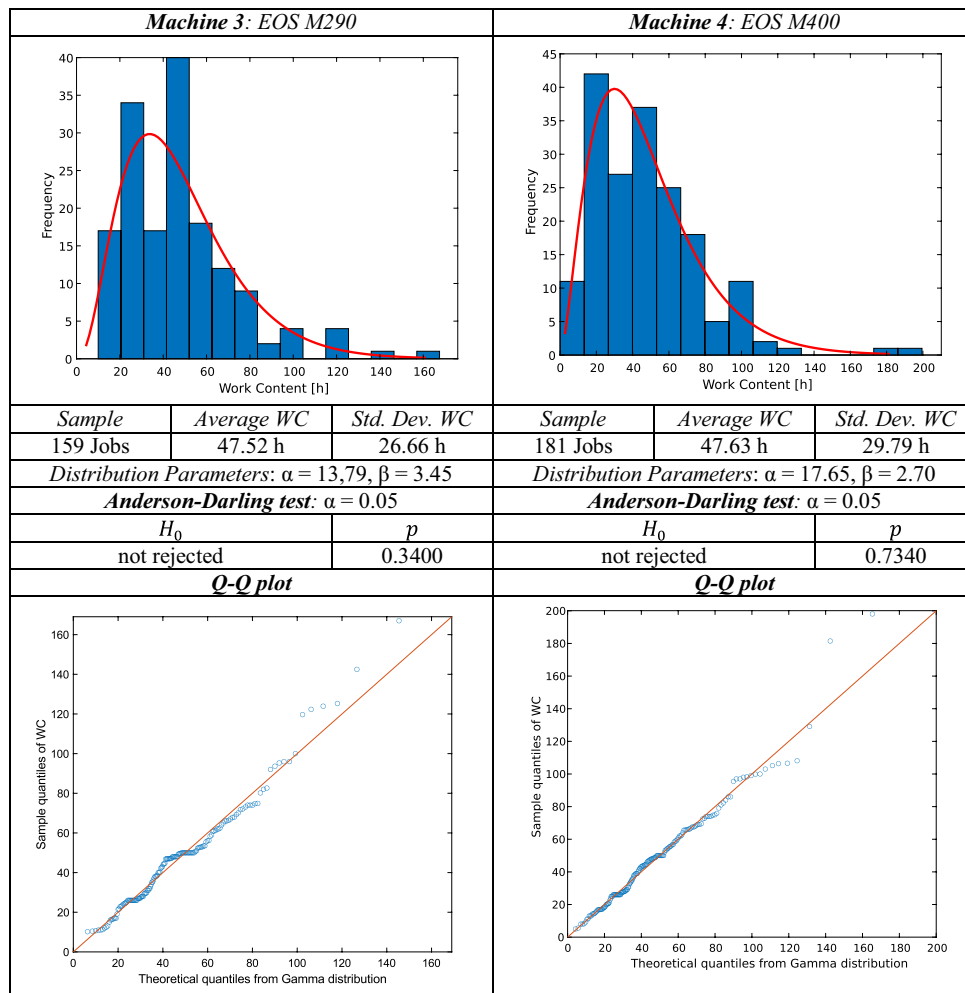 Machine 3: EOS M290
Machine 4: EOS M400
40
35
30
25
20
15
10
5
0
Frequency
0 20 40 60 80 100 120 140 160
Work Content [h]
45
40
35
30
25
20
15
10
5
0
Frequency
0 20 40 60 80 100 120 140 160 180 200
Work Content [h]
Sample Average WC Std. Dev. WC
159 Jobs 47.52 h 26.66 h
Distribution Parameters: α = 13,79, β = 3.45
Anderson-Darling test: α = 0.05
H₀ p
not rejected 0.3400
Q-Q plot
Sample Average WC Std. Dev. WC
181 Jobs 47.63 h 29.79 h
Distribution Parameters: α = 17.65, β = 2.70
Anderson-Darling test: α = 0.05
H₀ p
not rejected 0.7340
Q-Q plot
160
140
120
100
80
60
40
20
0
Sample quantiles of WC
0 20 40 60 80 100 120 140 160
Theoretical quantiles from Gamma distribution
200
180
160
140
120
100
80
60
40
20
0
Sample quantiles of WC
0 20 40 60 80 100 120 140 160 180 200
Theoretical quantiles from Gamma distribution